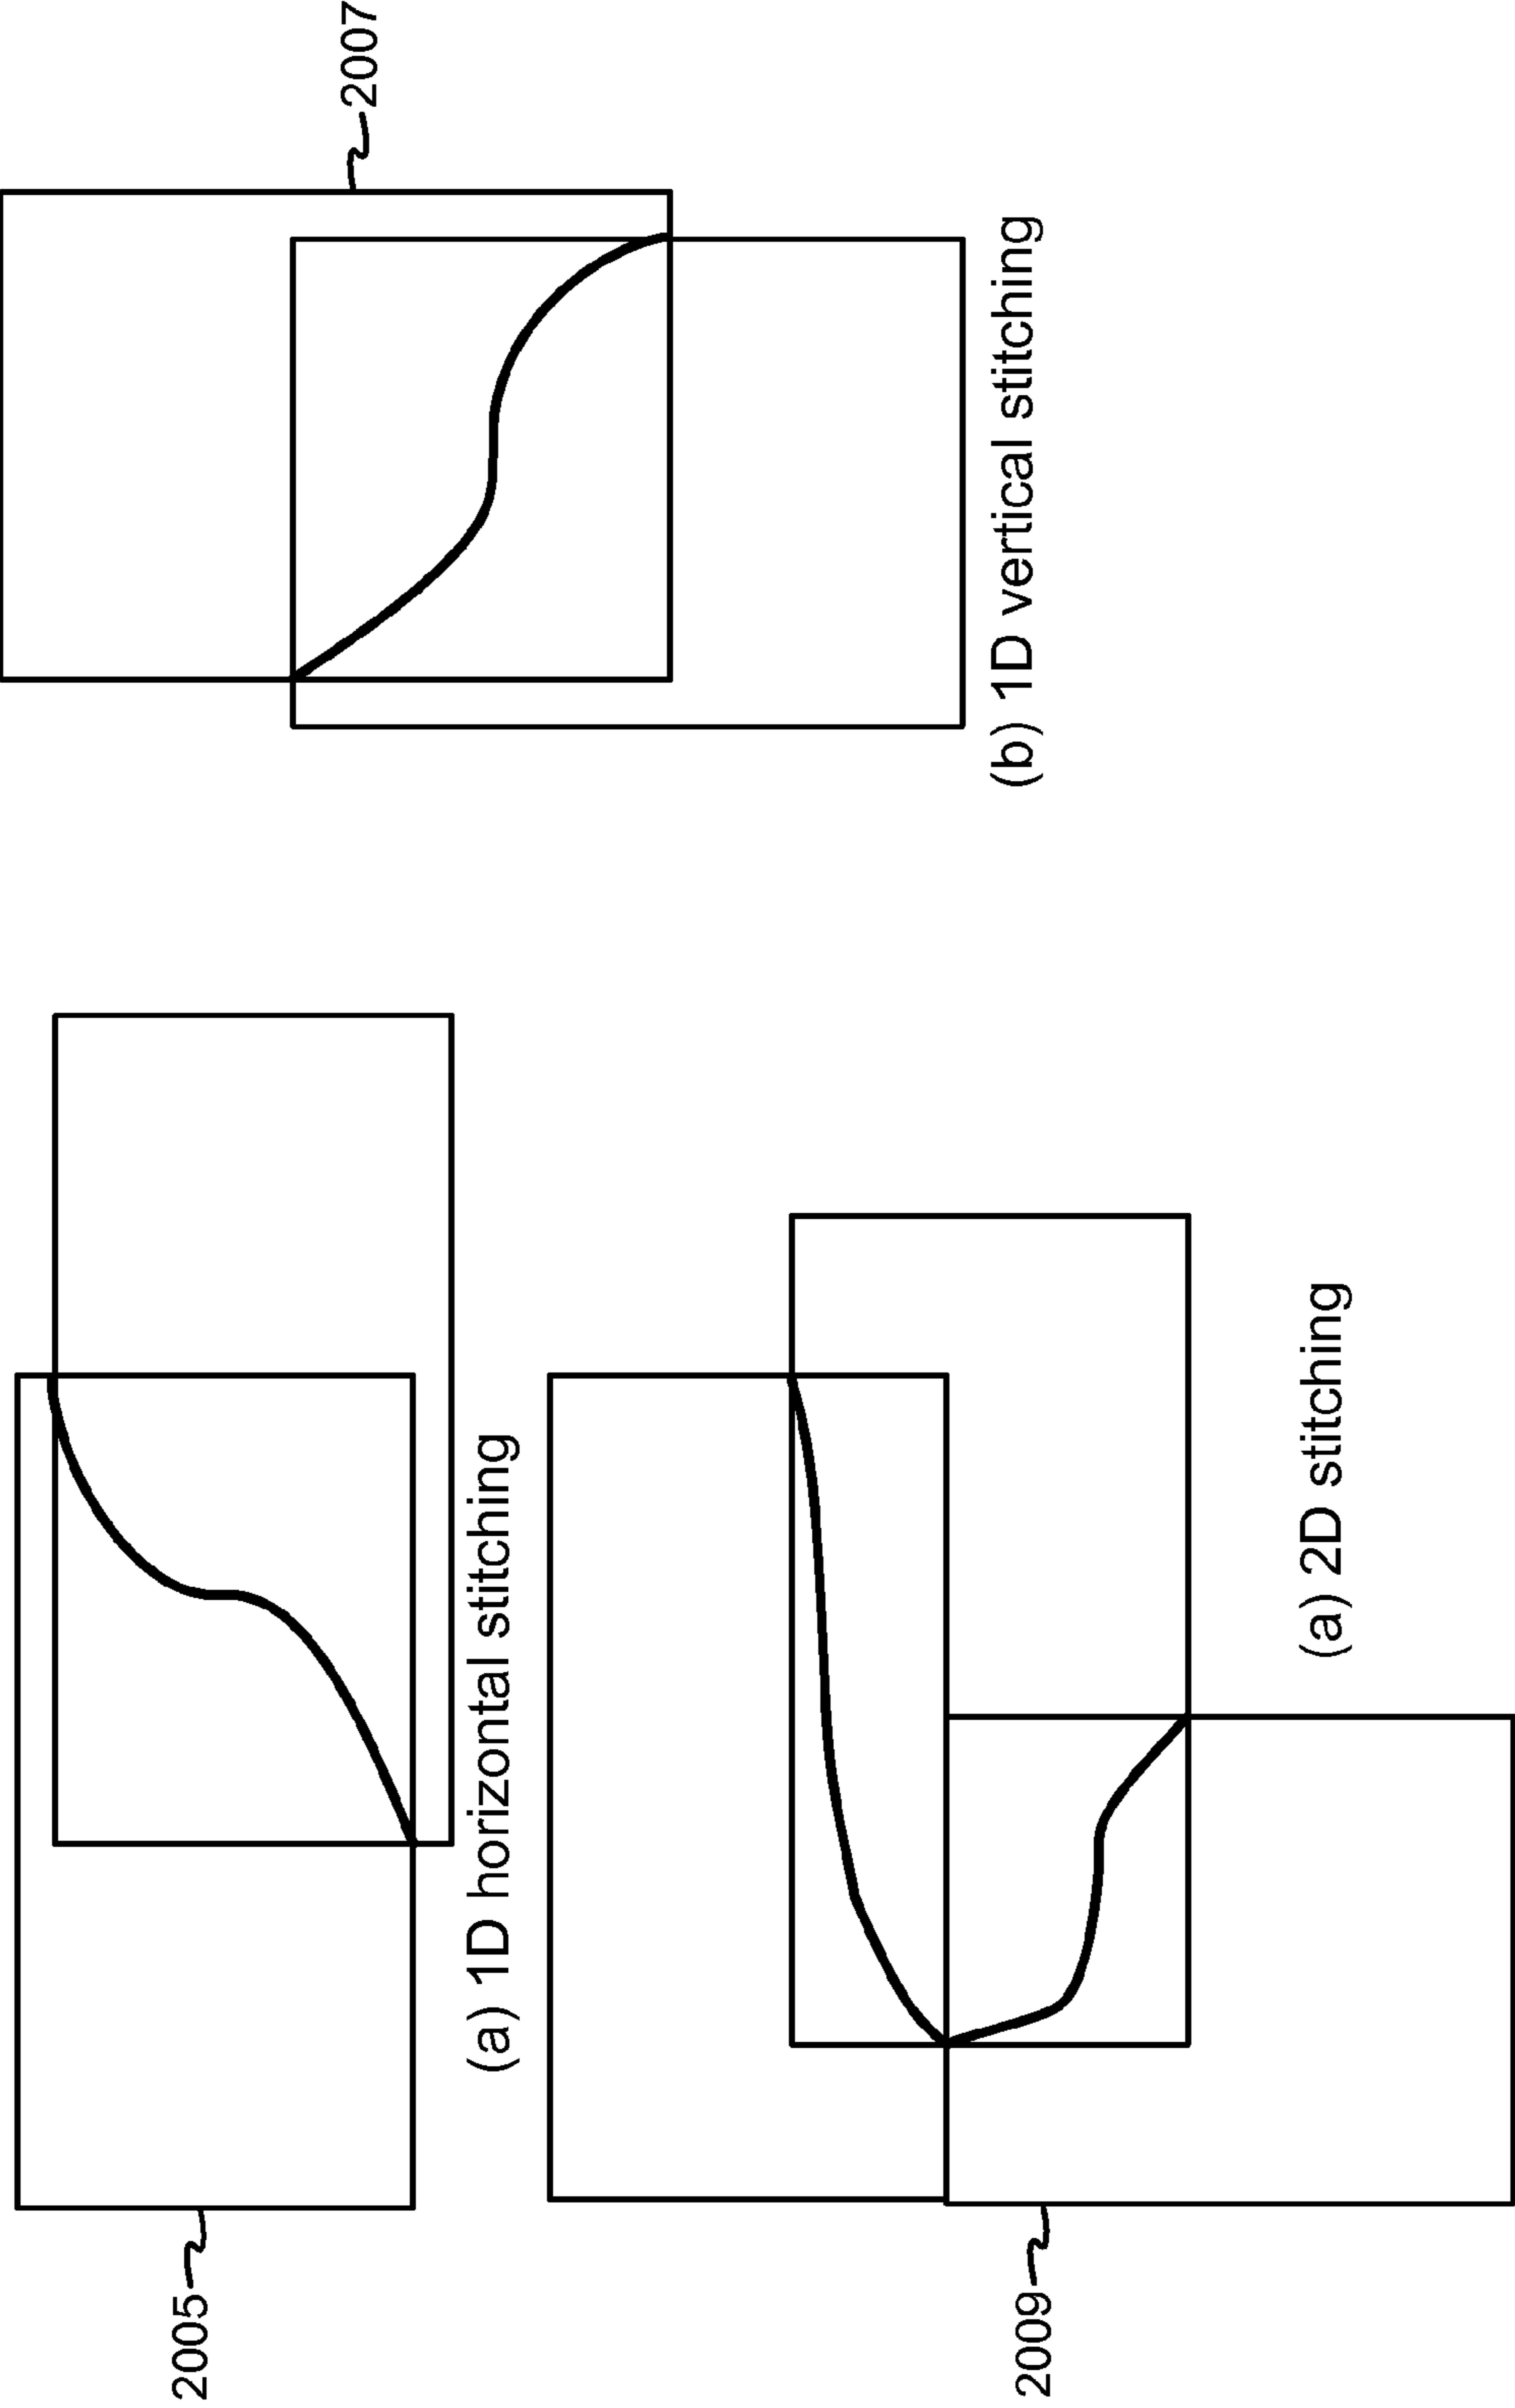 2005
(a) 1D horizontal stitching
2007
(b) 1D vertical stitching
2009
(a) 2D stitching